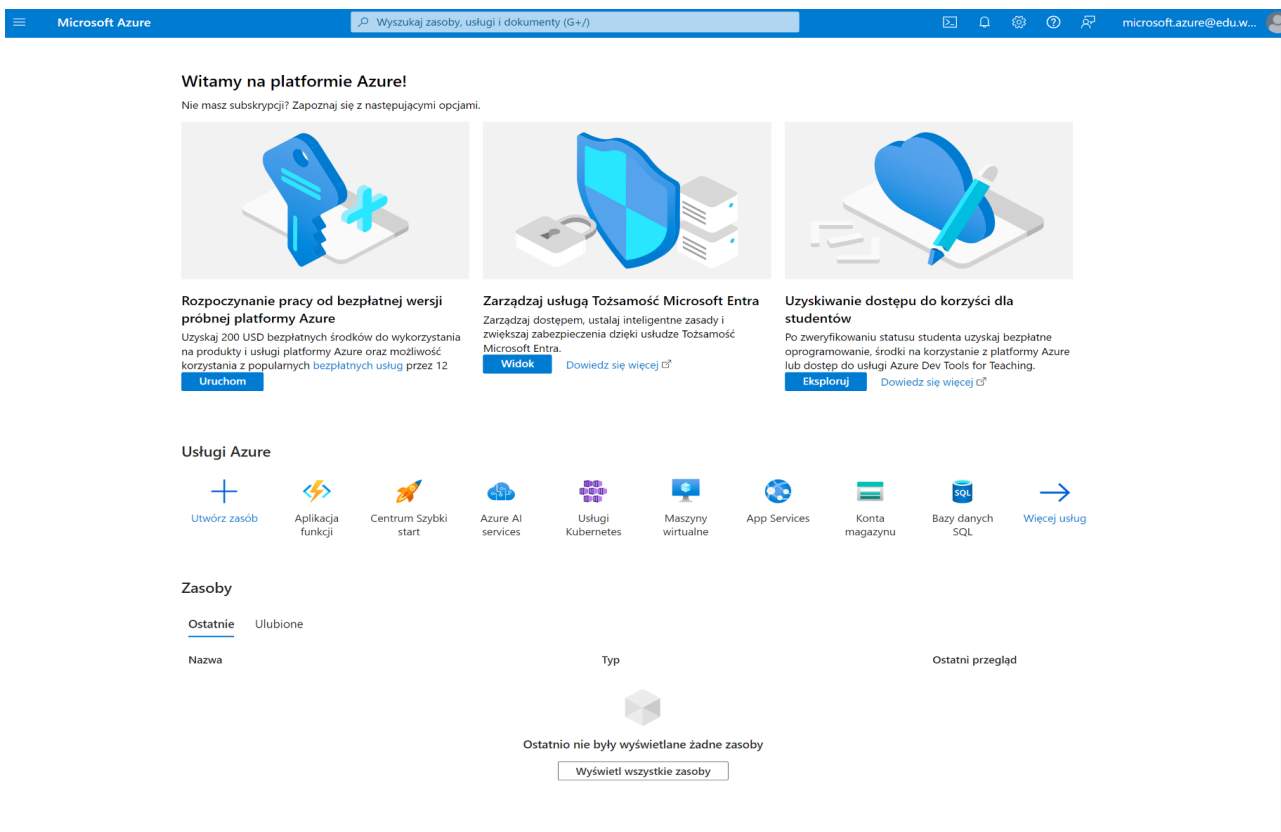 Microsoft Azure
Wyszukaj zasoby, usługi i dokumenty (G+/)
microsoft.azure@edu.w...
Witamy na platformie Azure!
Nie masz subskrypcji? Zapoznaj się z następującymi opcjami.
Rozpoczynanie pracy od bezpłatnej wersji
próbnej platformy Azure
Uzyskaj 200 USD bezpłatnych środków do wykorzystania
na produkty i usługi platformy Azure oraz możliwość
korzystania z popularnych bezpłatnych usług przez 12
Uruchom
Zarządzaj usługą Tożsamość Microsoft Entra
Zarządzaj dostępem, ustalaj inteligentne zasady i
zwiększaj zabezpieczenia dzięki usłudze Tożsamość
Microsoft Entra.
Widok
Dowiedz się więcej
Uzyskiwanie dostępu do korzyści dla
studentów
Po zweryfikowaniu statusu studenta uzyskaj bezpłatne
oprogramowanie, środki na korzystanie z platformy Azure
lub dostęp do usługi Azure Dev Tools for Teaching.
Eksploruj
Dowiedz się więcej
Usługi Azure
Utwórz zasób
Aplikacja
funkcji
Centrum Szybki
start
Azure AI
services
Usługi
Kubernetes
Maszyny
wirtualne
App Services
Konta
magazynu
SQL
Bazy danych
SQL
Więcej usług
Zasoby
Ostatnie
Ulubione
Nazwa
Typ
Ostatni przegląd
Ostatnio nie były wyświetlane żadne zasoby
Wyświetl wszystkie zasoby